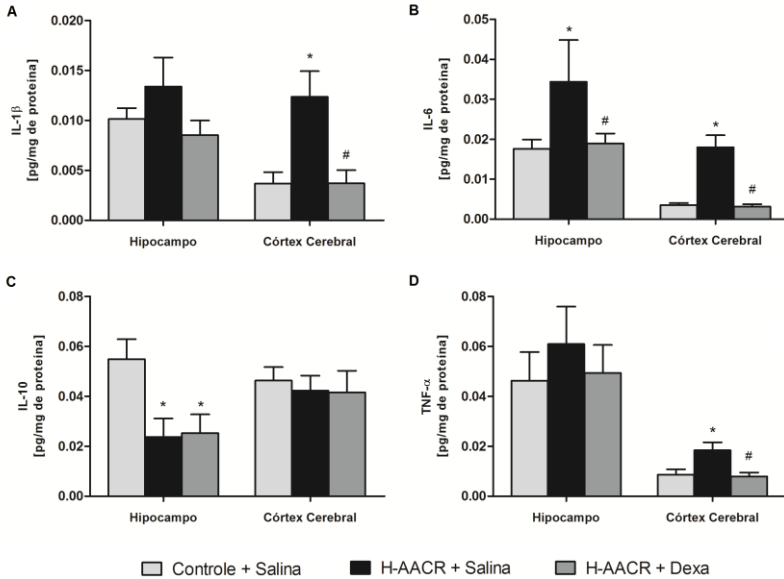 A
IL-1β
[pg/mg de proteína]
0.020
0.015
0.010
0.005
0.000
*
#
Hipocampo
Córtex Cerebral
B
IL-6
[pg/mg de proteína]
0.05
0.04
0.03
0.02
0.01
0.00
*
#
*
#
Hipocampo
Córtex Cerebral
C
IL-10
[pg/mg de proteína]
0.08
0.06
0.04
0.02
0.00
*
*
Hipocampo
Córtex Cerebral
D
TNF-α
[pg/mg de proteína]
0.08
0.06
0.04
0.02
0.00
*
#
Hipocampo
Córtex Cerebral
Controle + Salina
H-AACR + Salina
H-AACR + Dexa